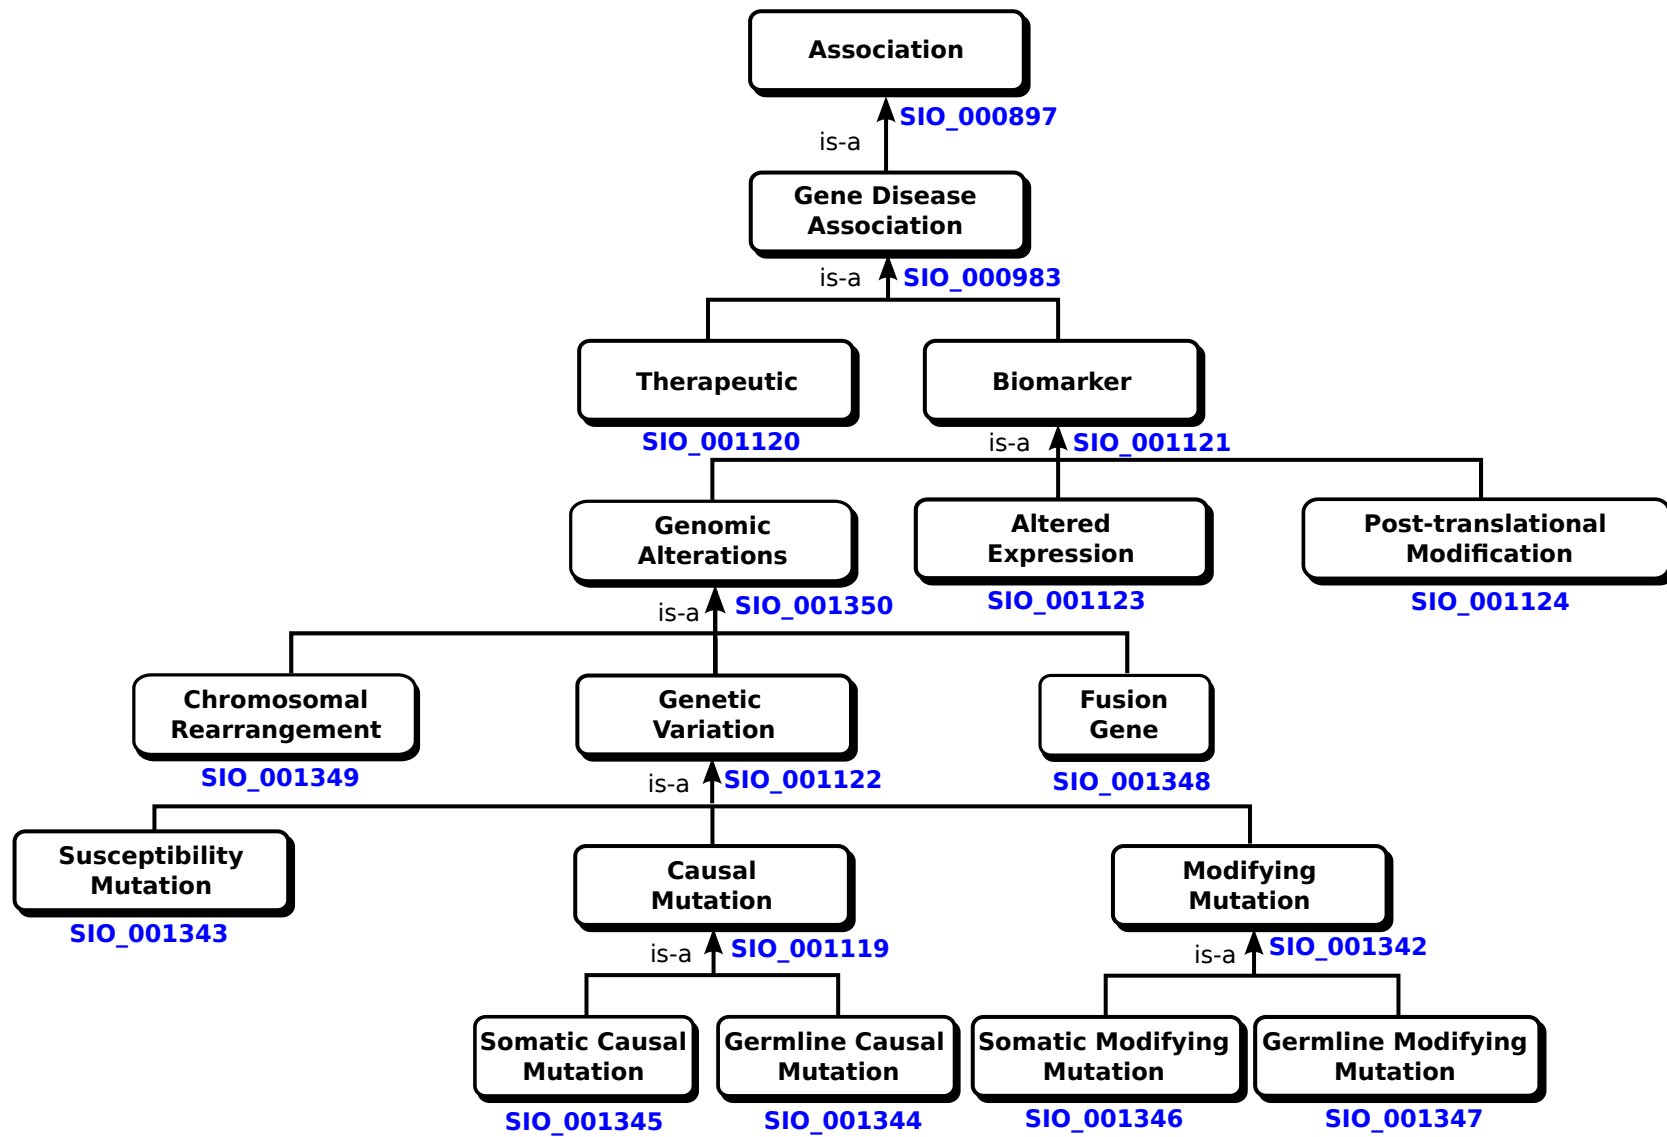 Association
SIO_000897
is-a
Gene Disease
Association
is-a
SIO_000983
Therapeutic
Biomarker
SIO_001120
is-a
SIO_001121
Genomic
Alterations
Altered
Expression
Post-translational
Modification
SIO_001350
SIO_001123
SIO_001124
is-a
Chromosomal
Rearrangement
Genetic
Variation
Fusion
Gene
SIO_001349
is-a
SIO_001122
SIO_001348
Susceptibility
Mutation
Causal
Mutation
Modifying
Mutation
SIO_001343
is-a
SIO_001119
is-a
SIO_001342
Somatic Causal
Mutation
Germline Causal
Mutation
Somatic Modifying
Mutation
Germline Modifying
Mutation
SIO_001345
SIO_001344
SIO_001346
SIO_001347